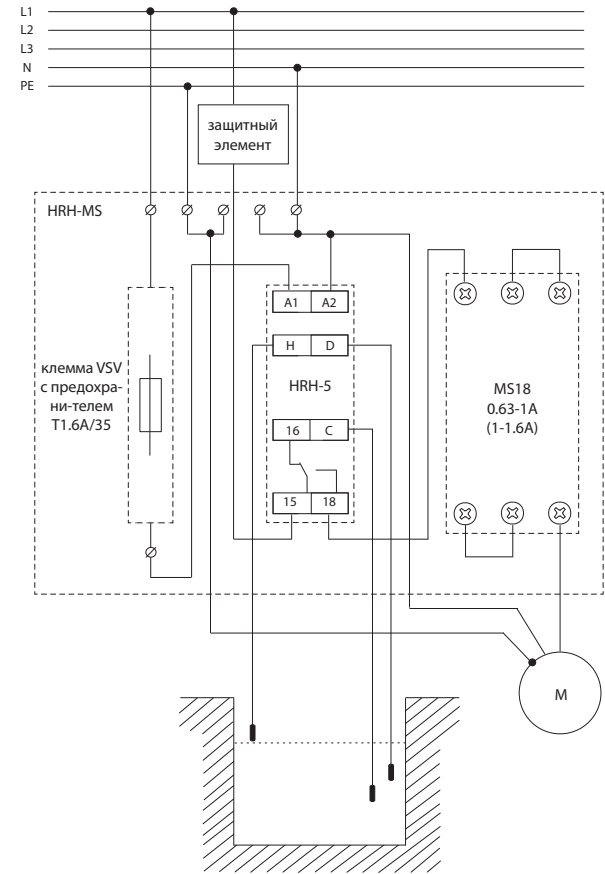 L1
L2
L3
N
PE
защитный
элемент
HRH-MS
A1 A2
H D
клемма VSV
с предохра-
ни-телем
T1.6A/35
HRH-5
MS18
0.63-1A
(1-1.6A)
16 C
15 18
M